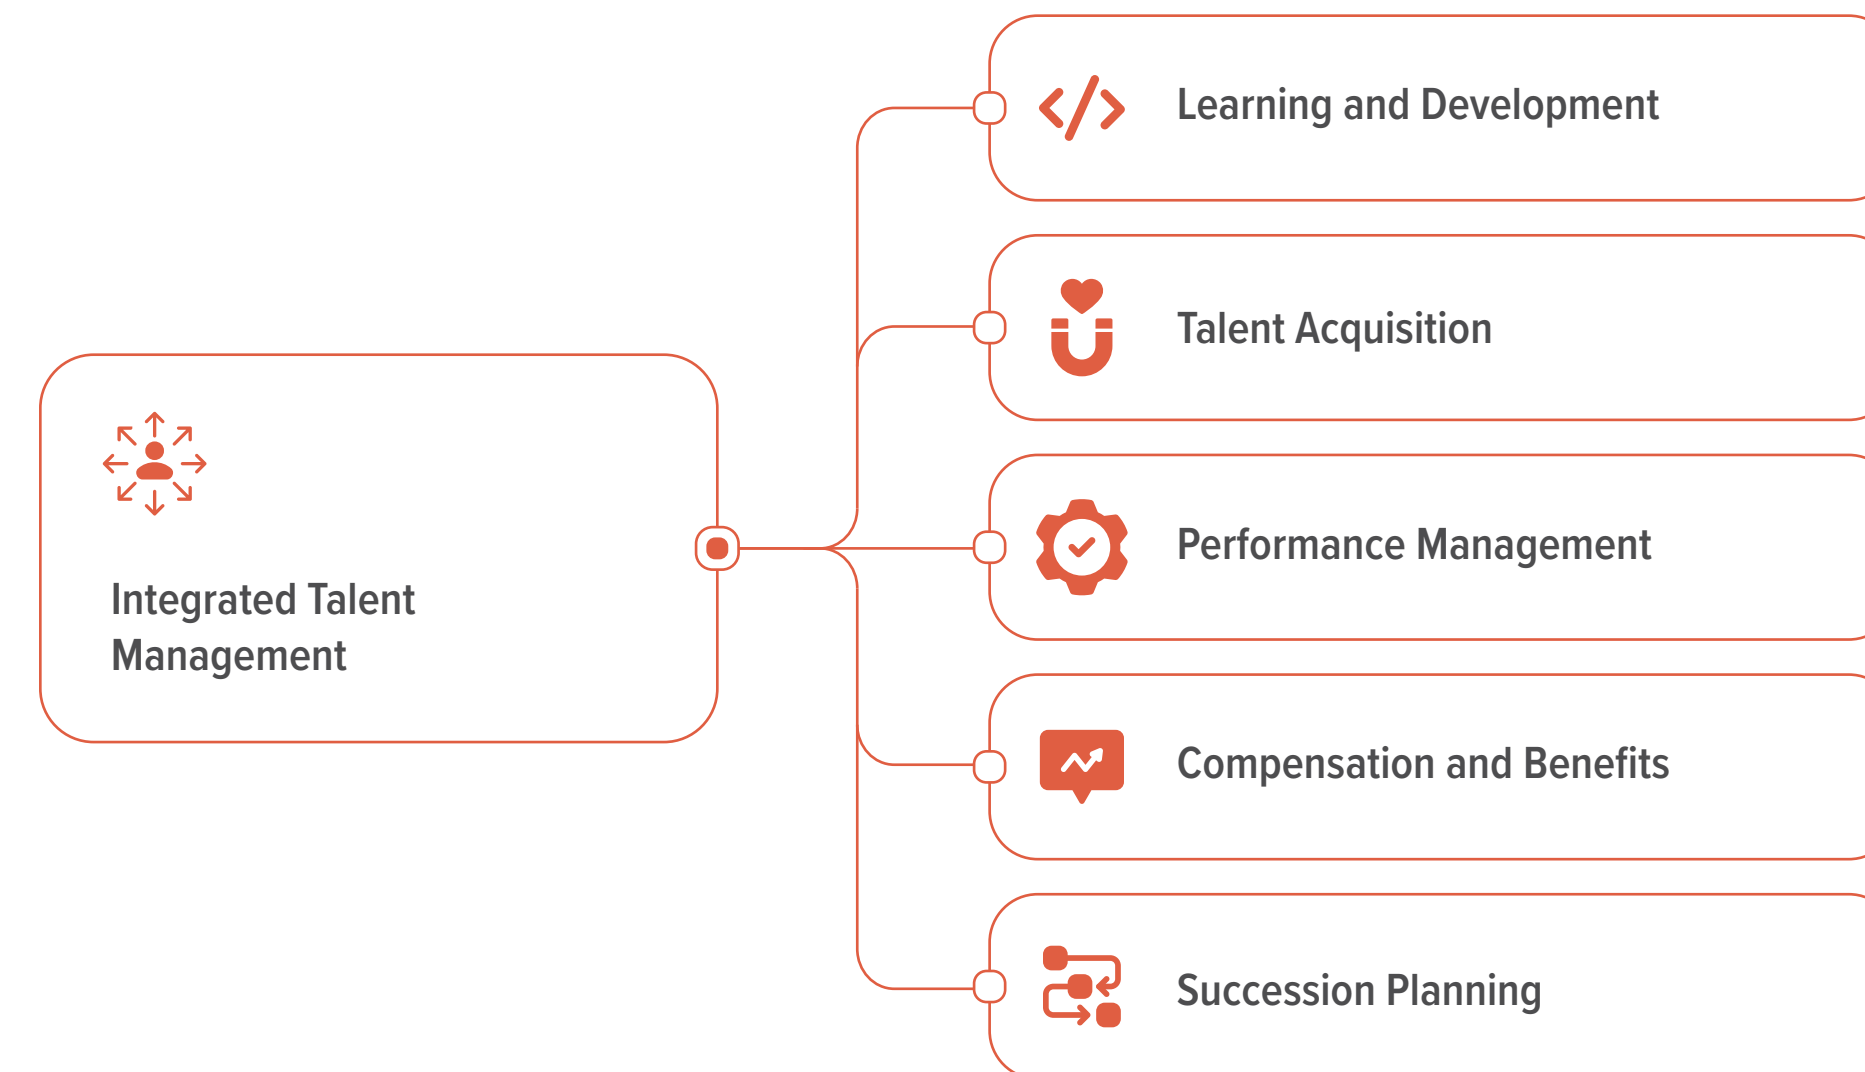 Learning and Development
Talent Acquisition
Integrated Talent
Management
Performance Management
Compensation and Benefits
Succession Planning